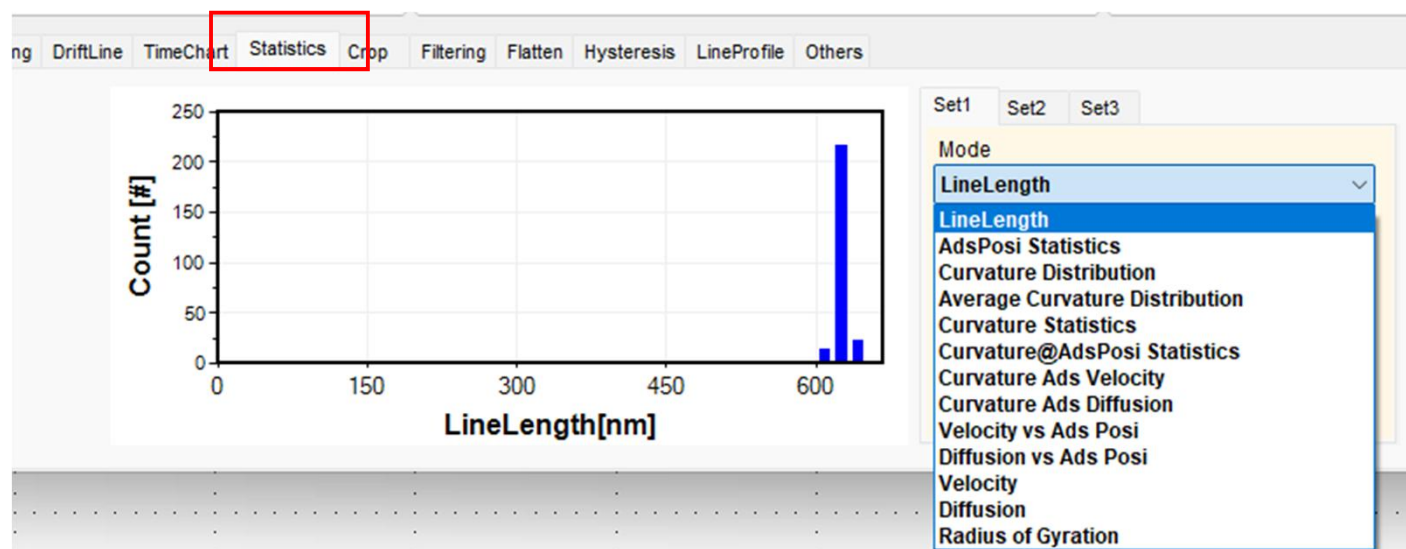 ng DriftLine TimeChart Statistics Crop Filtering Flatten Hysteresis LineProfile Others
250
200
150
100
50
0
Count [#]
0 150 300 450 600
LineLength[nm]
Set1 Set2 Set3
Mode
LineLength
LineLength
AdsPosi Statistics
Curvature Distribution
Average Curvature Distribution
Curvature Statistics
Curvature@AdsPosi Statistics
Curvature Ads Velocity
Curvature Ads Diffusion
Velocity vs Ads Posi
Diffusion vs Ads Posi
Velocity
Diffusion
Radius of Gyration